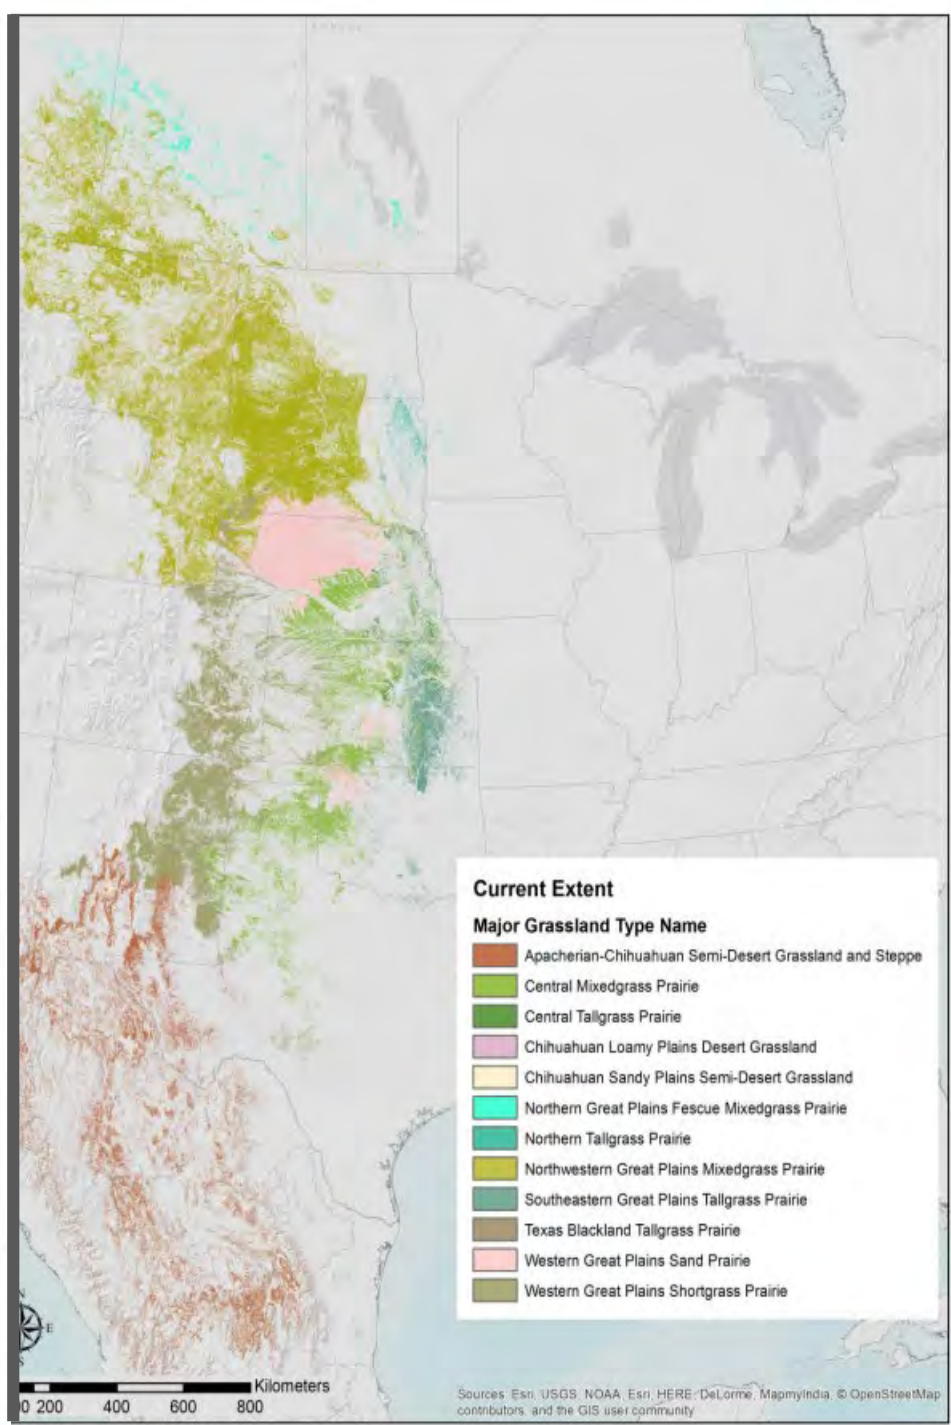 CANADA
Current Extent
Major Grassland Type Name
Apacherian-Chihuahuan Semi-Desert Grassland and Steppe
Central Mixedgrass Prairie
Central Tallgrass Prairie
Chihuahuan Loamy Plains Desert Grassland
Chihuahuan Sandy Plains Semi-Desert Grassland
Northern Great Plains Fescue Mixedgrass Prairie
Northern Tallgrass Prairie
Northwestern Great Plains Mixedgrass Prairie
Southeastern Great Plains Tallgrass Prairie
Texas Blackland Tallgrass Prairie
Western Great Plains Sand Prairie
Western Great Plains Shortgrass Prairie
N
E
S
Kilometers
00 200 400 600 800
Sources: Esri, USGS, NOAA, Esri, HERE, DeLorme, MapmyIndia, © OpenStreetMap
contributors, and the GIS user community